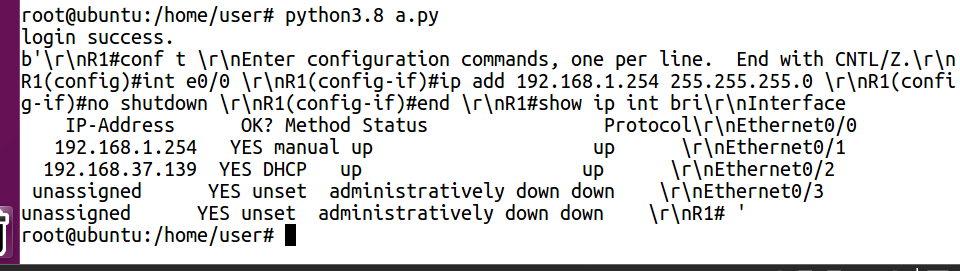 root@ubuntu:/home/user# python3.8 a.py
login success.
b'\r\nR1#conf t \r\nEnter configuration commands, one per line.  End with CNTL/Z.\r\n
R1(config)#int e0/0 \r\nR1(config-if)#ip add 192.168.1.254 255.255.255.0 \r\nR1(confi
g-if)#no shutdown \r\nR1(config-if)#end \r\nR1#show ip int bri\r\nInterface
    IP-Address      OK? Method Status                Protocol\r\nEthernet0/0
   192.168.1.254   YES manual up                    up      \r\nEthernet0/1
  192.168.37.139  YES DHCP   up                    up      \r\nEthernet0/2
 unassigned      YES unset  administratively down down    \r\nEthernet0/3
unassigned      YES unset  administratively down down    \r\nR1# '
root@ubuntu:/home/user#